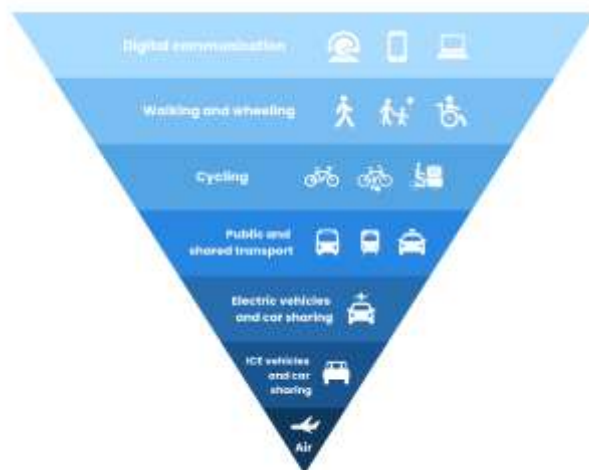 Digital communication
Walking and wheeling
Cycling
Public and
shared transport
Electric vehicles
and car sharing
ICE vehicles
and car
sharing
Air